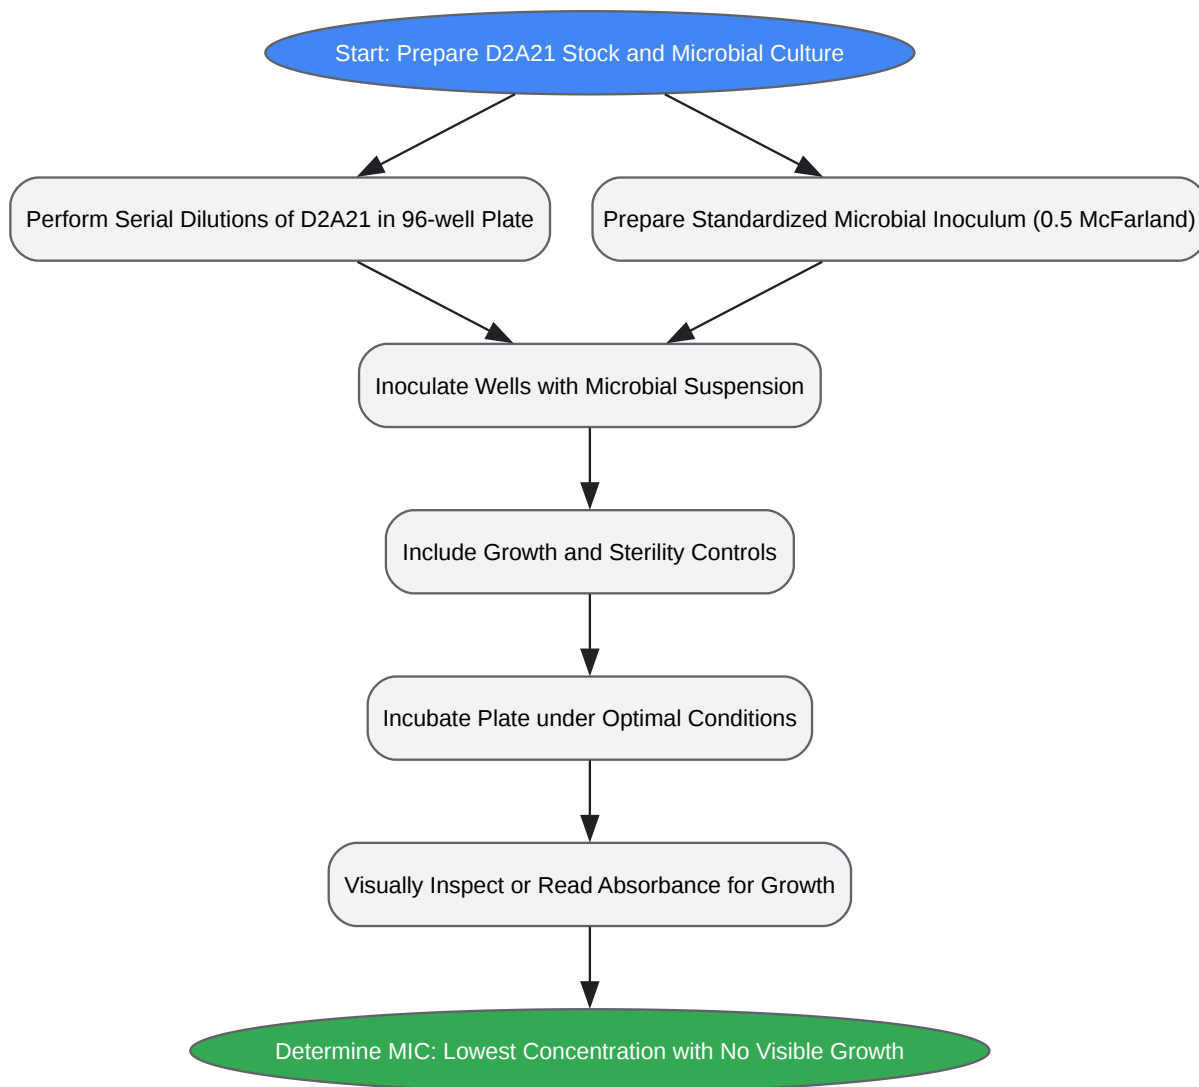 Start: Prepare D2A21 Stock and Microbial Culture
Perform Serial Dilutions of D2A21 in 96-well Plate
Prepare Standardized Microbial Inoculum (0.5 McFarland)
Inoculate Wells with Microbial Suspension
Include Growth and Sterility Controls
Incubate Plate under Optimal Conditions
Visually Inspect or Read Absorbance for Growth
Determine MIC: Lowest Concentration with No Visible Growth